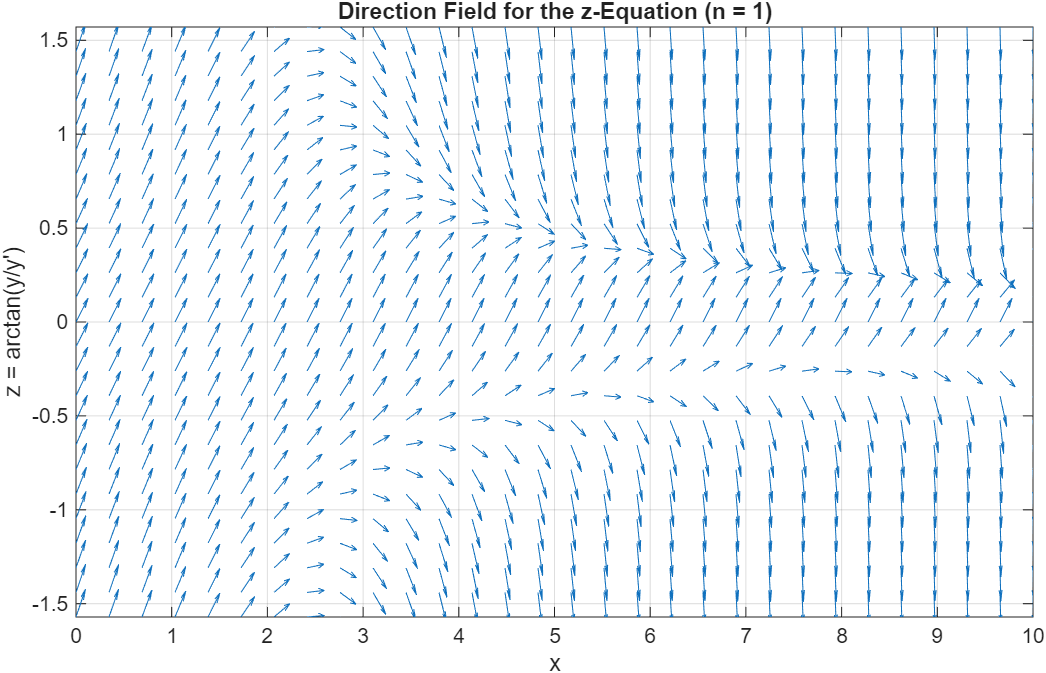 Direction Field for the z-Equation (n = 1)
z = arctan(y/y')
1.5
1
0.5
0
-0.5
-1
-1.5
0 1 2 3 4 5 6 7 8 9 10
x